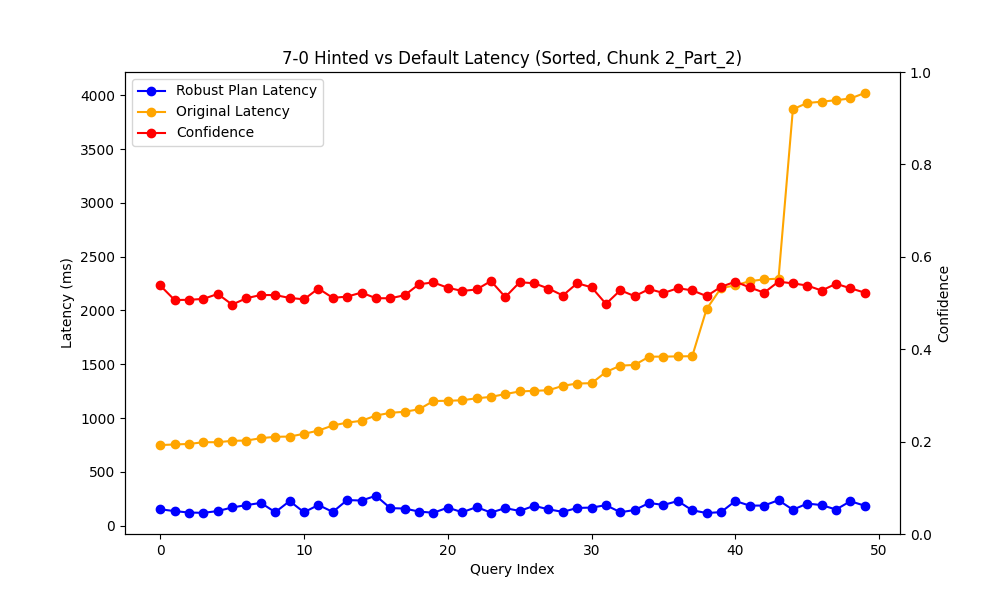 7-0 Hinted vs Default Latency (Sorted, Chunk 2_Part_2)
Robust Plan Latency
Original Latency
Confidence
Latency (ms)
4000
3500
3000
2500
2000
1500
1000
500
0
1.0
0.8
0.6
0.4
0.2
0.0
Confidence
0 10 20 30 40 50
Query Index